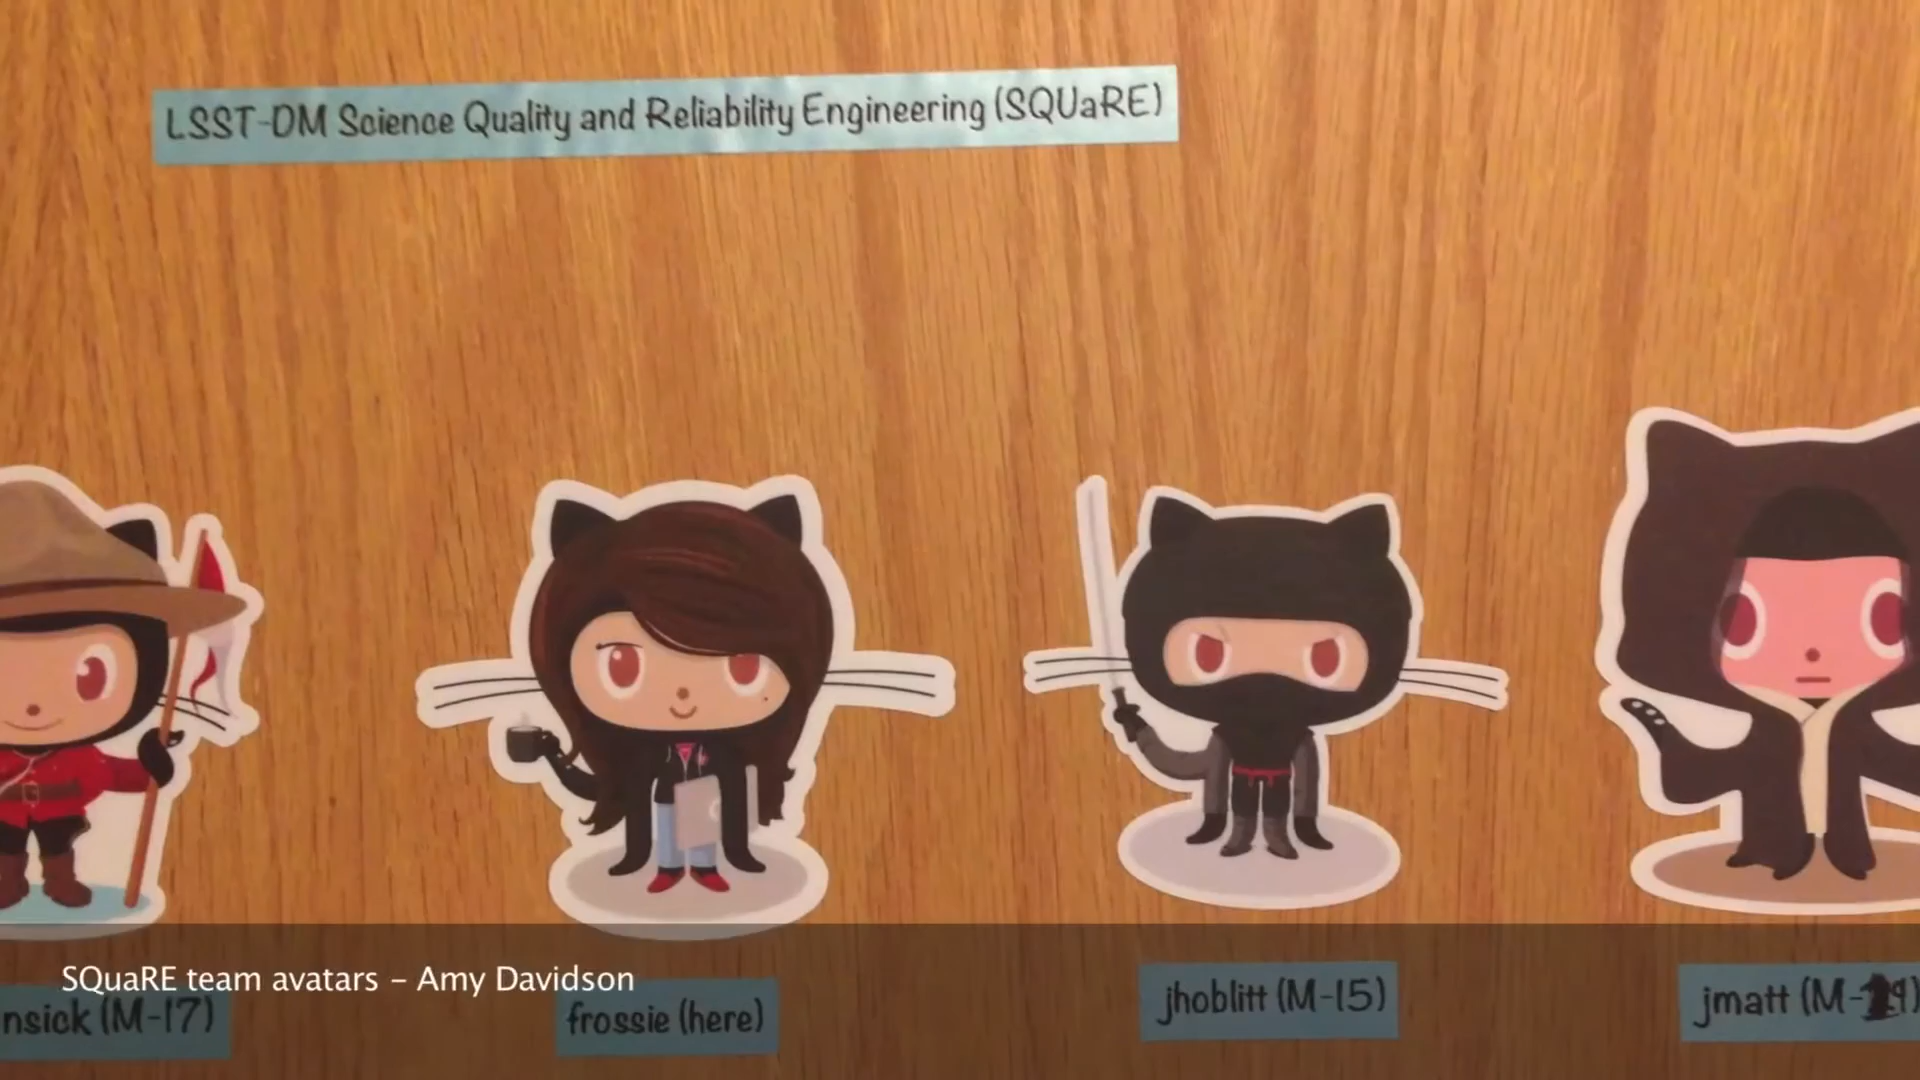 LSST-DM Science Quality and Reliability Engineering (SQUaRE)
SQuaRE team avatars – Amy Davidson
nsick (M-17)
frossie (here)
jhoblitt (M-15)
jmatt (M-19)